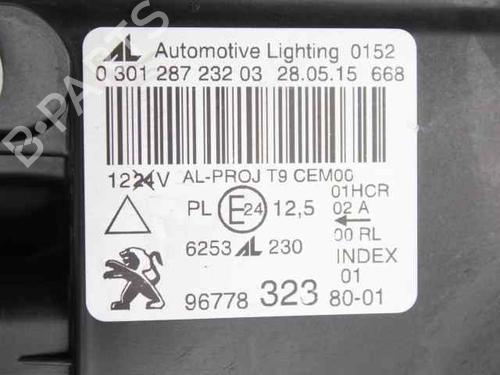 AL Automotive Lighting 0152
0 301 287 232 03 28.05.15 668
1224V AL-PROJ T9 CEM00
01HCR
PL E24 12,5 02 A
00 RL
6253 AL 230 INDEX
01
96778 323 80-01
B-PARTS